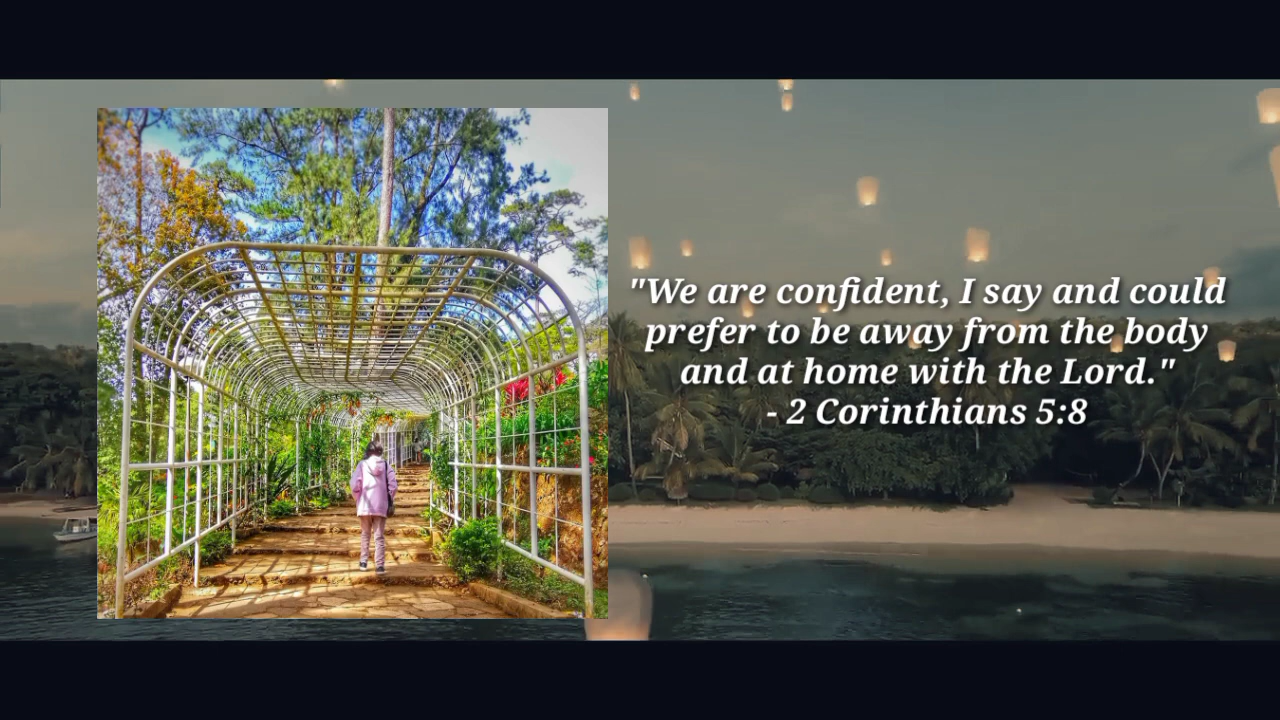 "We are confident, I say and could
prefer to be away from the body
and at home with the Lord."
- 2 Corinthians 5:8